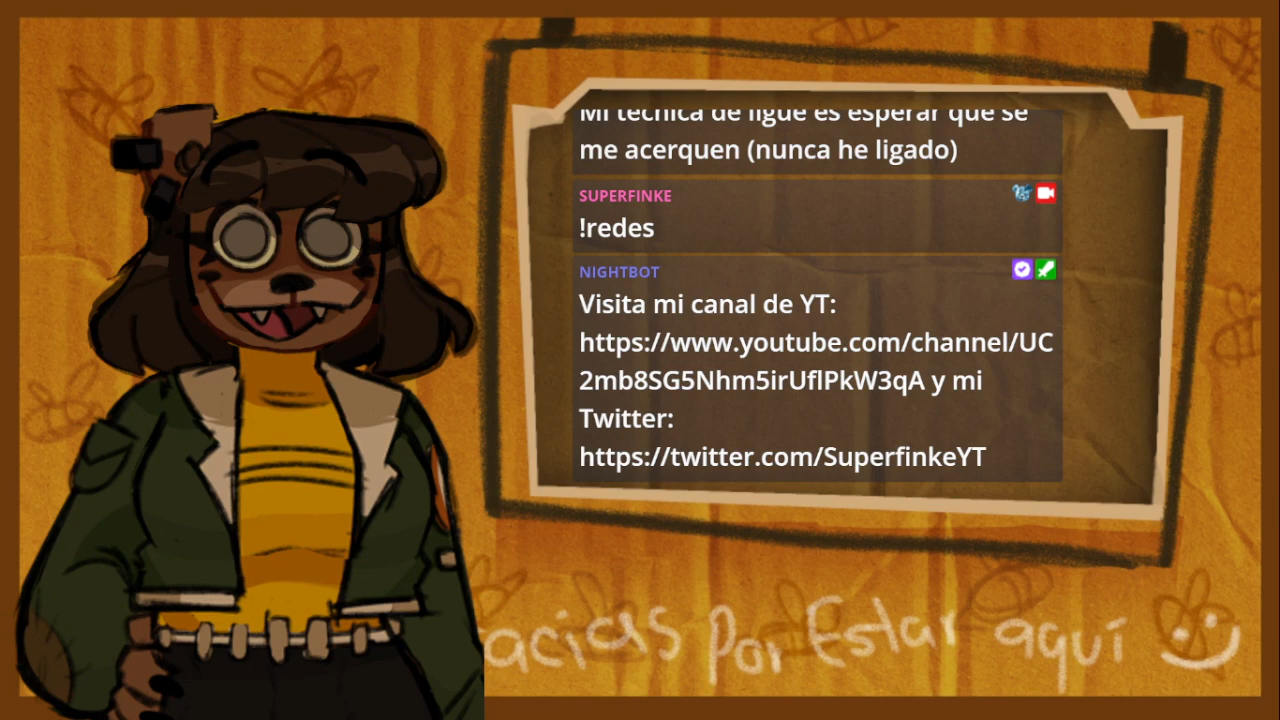 Mi técnica de ligue es esperar que se
me acerquen (nunca he ligado)
SUPERFINKE
!redes
NIGHTBOT
Visita mi canal de YT:
https://www.youtube.com/channel/UC
2mb8SG5Nhm5irUflPkW3qA y mi
Twitter:
https://twitter.com/SuperfinkeYT
acias por Estar aquí